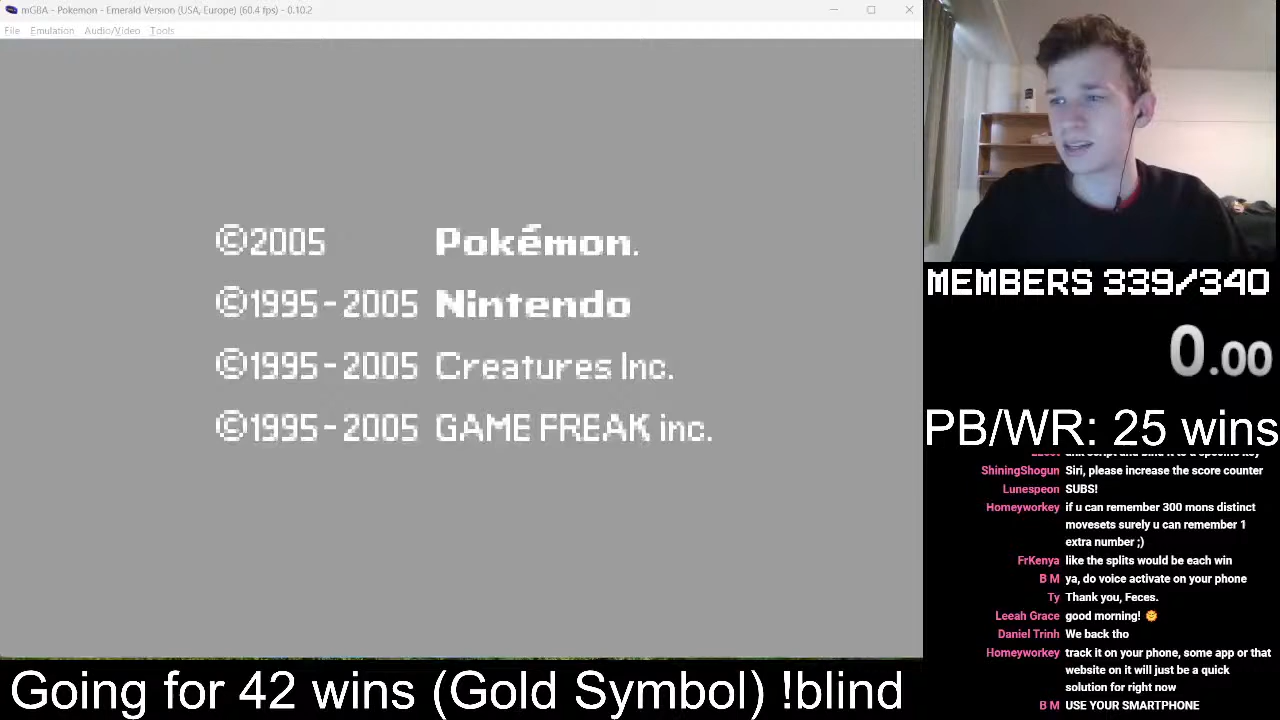 mGBA - Pokemon - Emerald Version (USA, Europe) (60.4 fps) - 0.10.2
File Emulation Audio/Video Tools
©2005 Pokémon.
©1995-2005 Nintendo
©1995-2005 Creatures Inc.
©1995-2005 GAME FREAK inc.
MEMBERS 339/340
0.00
PB/WR: 25 wins
ShiningShogun Siri, please increase the score counter
Lunespeon SUBS!
Homeyworkey if u can remember 300 mons distinct
movesets surely u can remember 1
extra number ;)
FrKenya like the splits would be each win
B M ya, do voice activate on your phone
Ty Thank you, Feces.
Leeah Grace good morning! 🌞
Daniel Trinh We back tho
Homeyworkey track it on your phone, some app or that
website on it will just be a quick
solution for right now
B M USE YOUR SMARTPHONE
Going for 42 wins (Gold Symbol) !blind